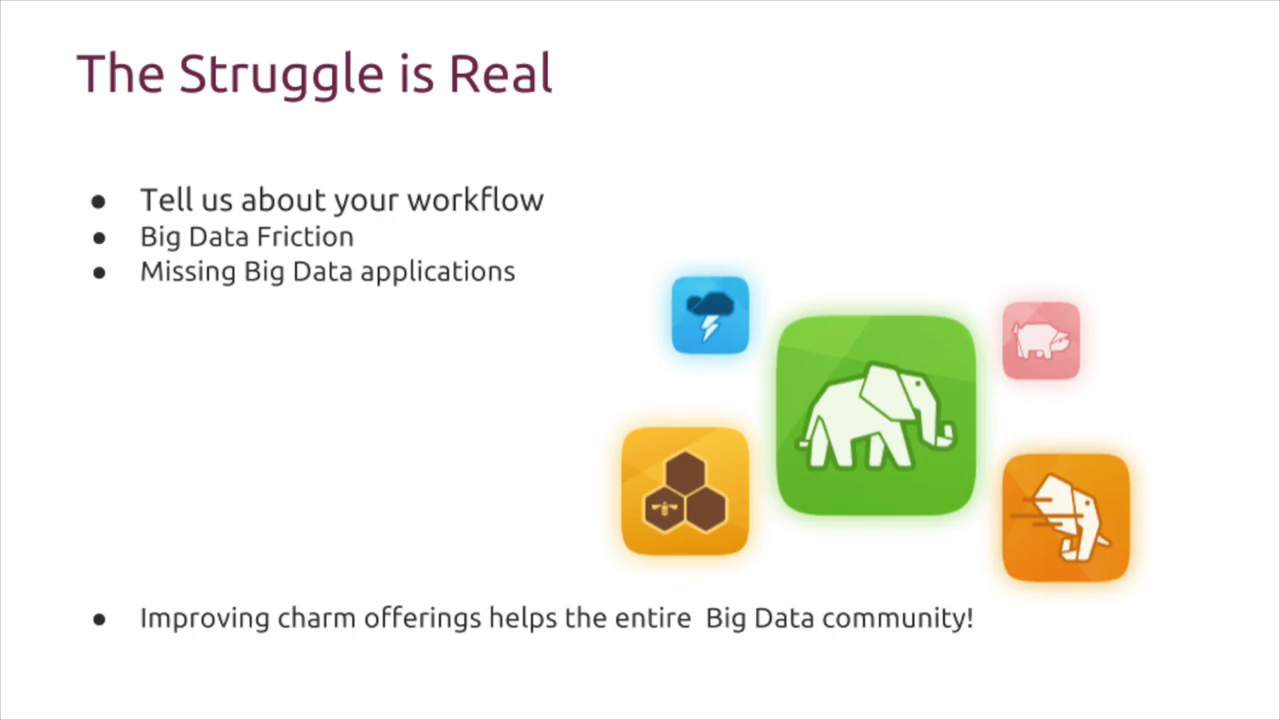 The Struggle is Real
● Tell us about your workflow
● Big Data Friction
● Missing Big Data applications
● Improving charm offerings helps the entire  Big Data community!